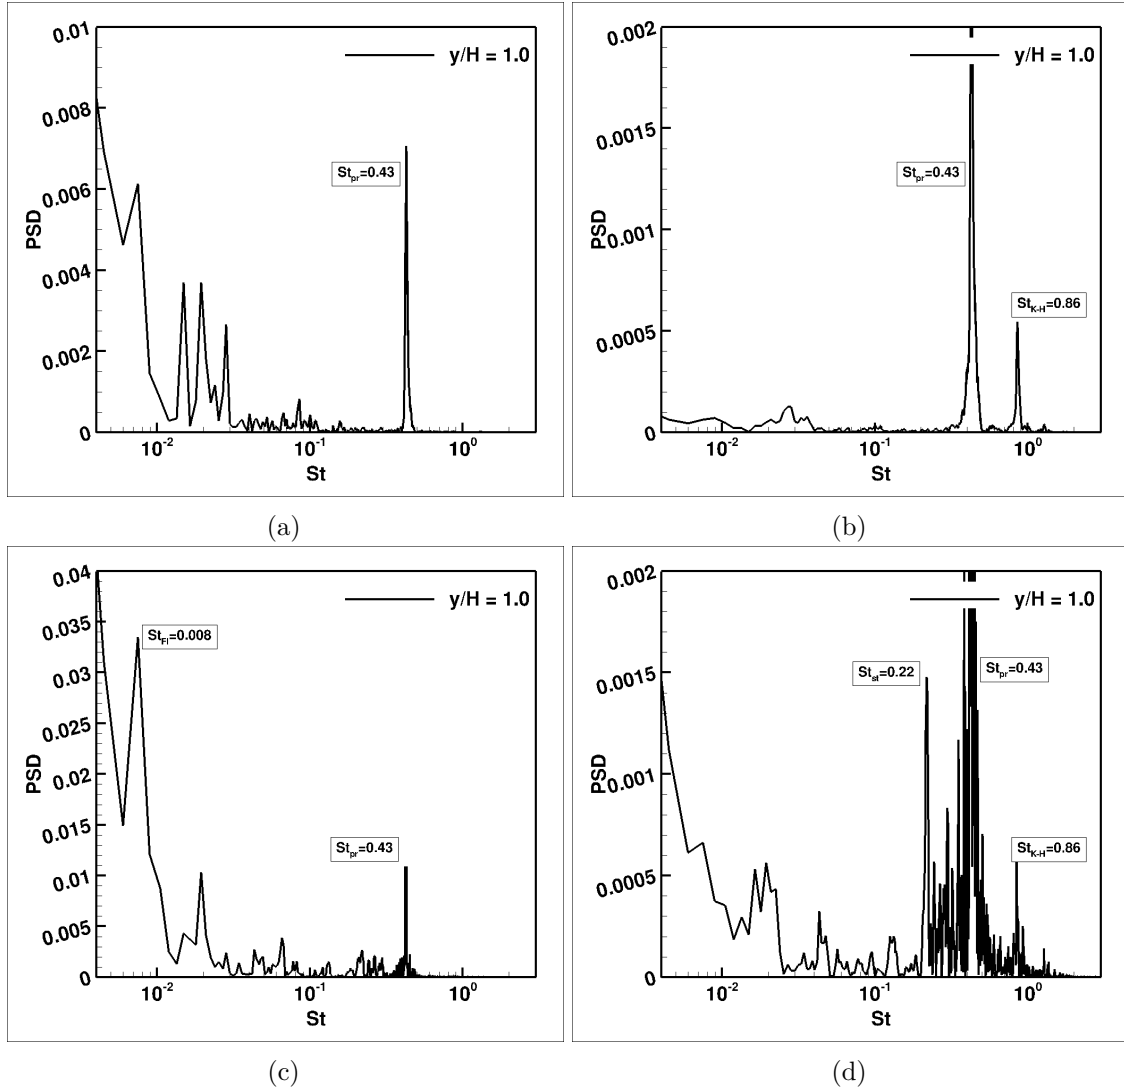 0.01
0.008
0.006
0.004
0.002
0
PSD
y/H = 1.0
St_pr=0.43
10^-2
10^-1
10^0
St
(a)
0.002
0.0015
0.001
0.0005
0
PSD
y/H = 1.0
St_pr=0.43
St_K-H=0.86
10^-2
10^-1
10^0
St
(b)
0.04
0.035
0.03
0.025
0.02
0.015
0.01
0.005
0
PSD
y/H = 1.0
St_Fl=0.008
St_pr=0.43
10^-2
10^-1
10^0
St
(c)
0.002
0.0015
0.001
0.0005
0
PSD
y/H = 1.0
St_st=0.22
St_pr=0.43
St_K-H=0.86
10^-2
10^-1
10^0
St
(d)